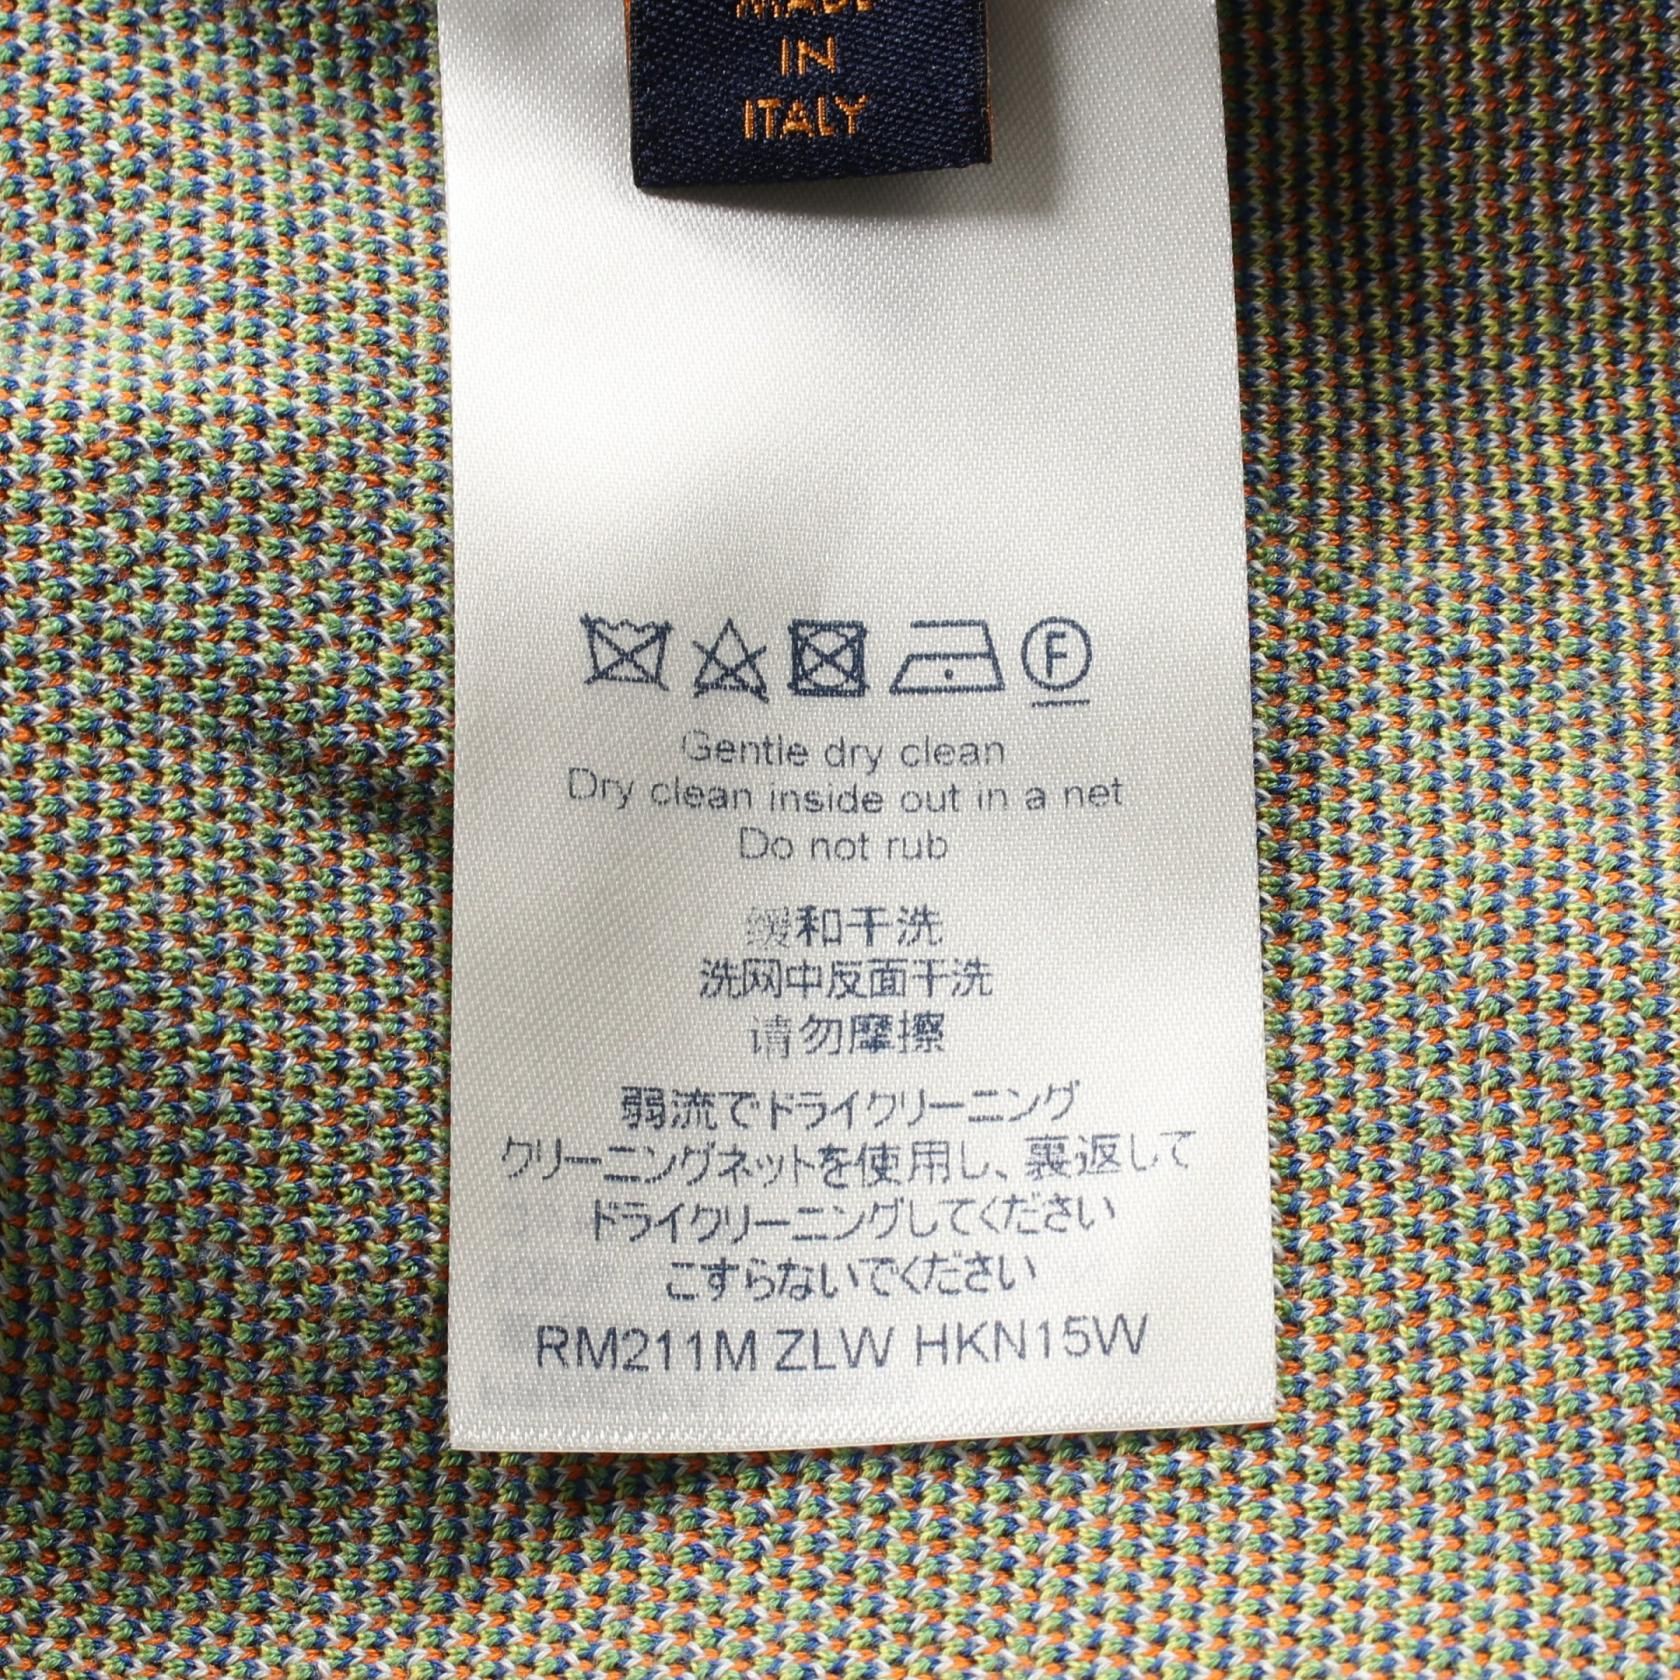 MADE
IN
ITALY
F
Gentle dry clean
Dry clean inside out in a net
Do not rub
缓和干洗
洗网中反面干洗
请勿摩擦
弱流でドライクリーニング
クリーニングネットを使用し、裏返して
ドライクリーニングしてください
こすらないでください
RM211M ZLW HKN15W